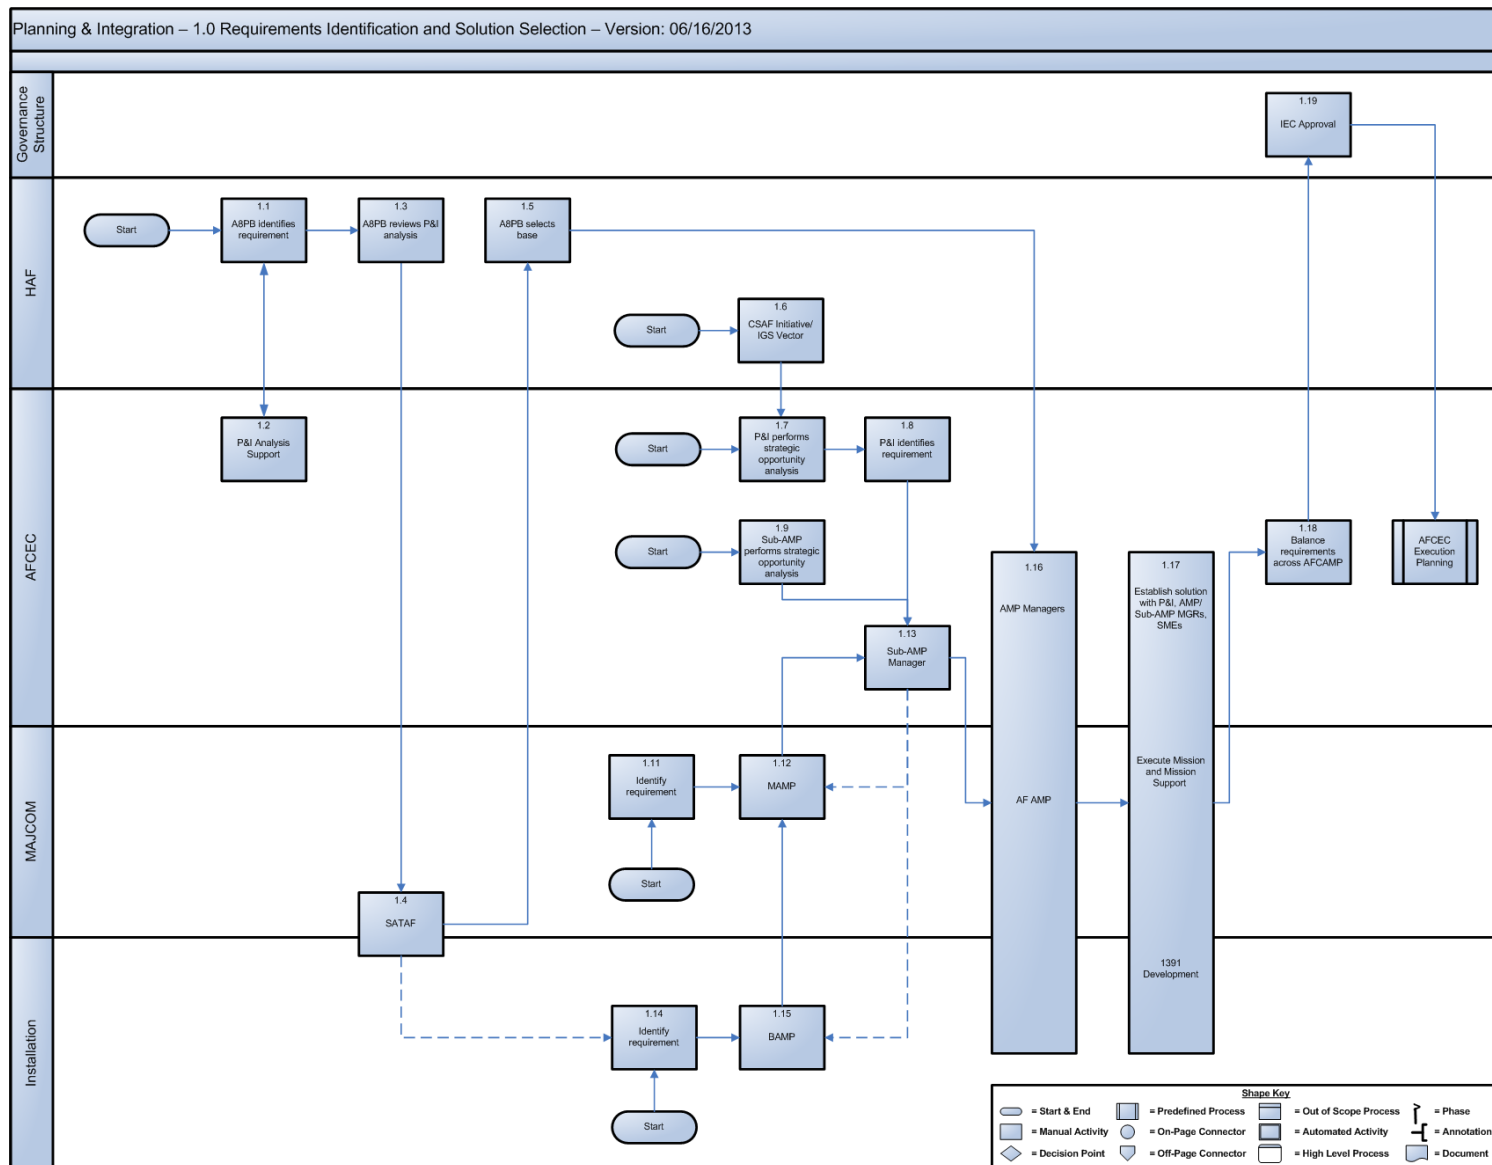 Planning & Integration – 1.0 Requirements Identification and Solution Selection – Version: 06/16/2013
Governance
Structure
1.19
IEC Approval
HAF
Start
1.1
A8PB identifies
requirement
1.3
A8PB reviews P&I
analysis
1.5
A8PB selects
base
Start
1.6
CSAF Initiative/
IGS Vector
AFCEC
1.2
P&I Analysis
Support
Start
1.7
P&I performs
strategic
opportunity
analysis
1.8
P&I identifies
requirement
Start
1.9
Sub-AMP
performs strategic
opportunity
analysis
1.13
Sub-AMP
Manager
1.16
AMP Managers
AF AMP
1.17
Establish solution
with P&I, AMP/
Sub-AMP MGRs,
SMEs
Execute Mission
and Mission
Support
1391
Development
1.18
Balance
requirements
across AFCAMP
AFCEC
Execution
Planning
MAJCOM
1.11
Identify
requirement
1.12
MAMP
Start
1.4
SATAF
Installation
1.14
Identify
requirement
1.15
BAMP
Start
Shape Key
= Start & End
= Predefined Process
= Out of Scope Process
= Phase
= Manual Activity
= On-Page Connector
= Automated Activity
= Annotation
= Decision Point
= Off-Page Connector
= High Level Process
= Document